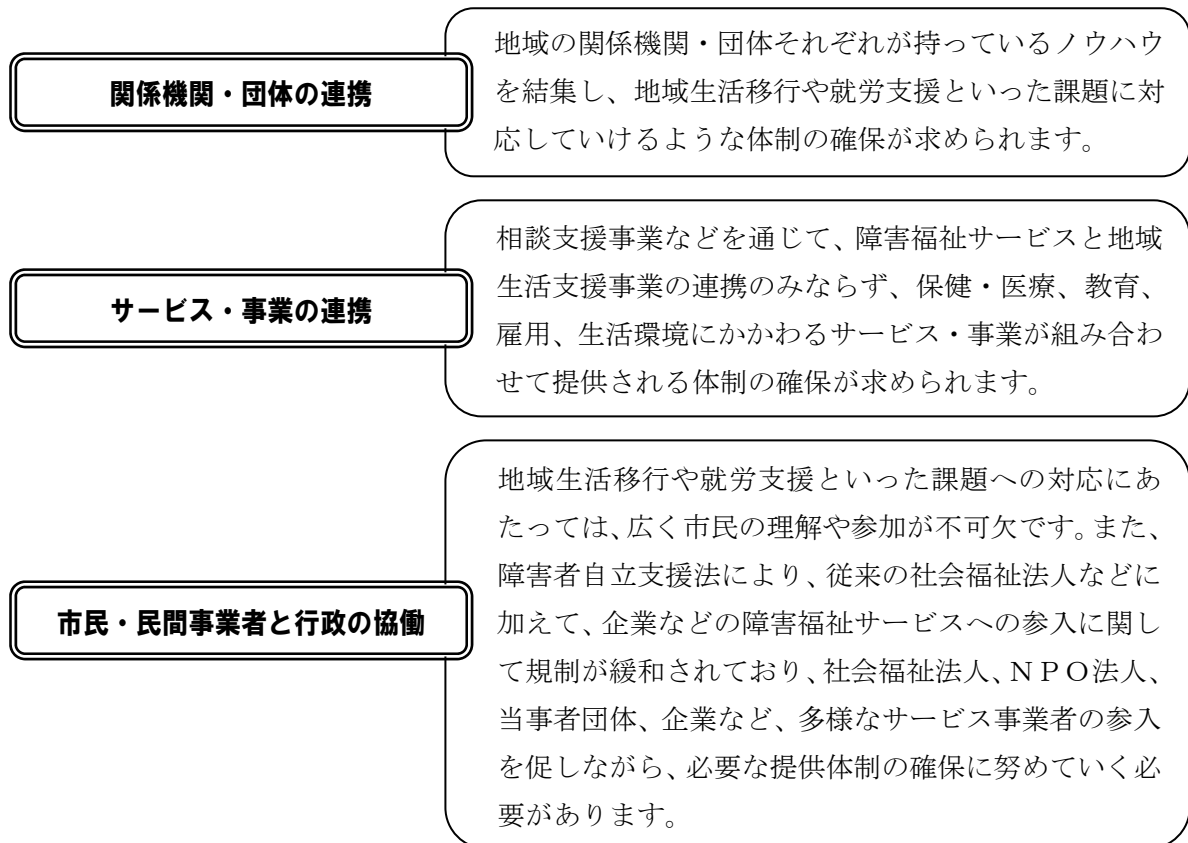 関係機関・団体の連携
地域の関係機関・団体それぞれが持っているノウハウ
を結集し、地域生活移行や就労支援といった課題に対
応していけるような体制の確保が求められます。
サービス・事業の連携
相談支援事業などを通じて、障害福祉サービスと地域
生活支援事業の連携のみならず、保健・医療、教育、
雇用、生活環境にかかわるサービス・事業が組み合わ
せて提供される体制の確保が求められます。
市民・民間事業者と行政の協働
地域生活移行や就労支援といった課題への対応にあ
たっては、広く市民の理解や参加が不可欠です。また、
障害者自立支援法により、従来の社会福祉法人などに
加えて、企業などの障害福祉サービスへの参入に関し
て規制が緩和されており、社会福祉法人、ＮＰＯ法人、
当事者団体、企業など、多様なサービス事業者の参入
を促しながら、必要な提供体制の確保に努めていく必
要があります。